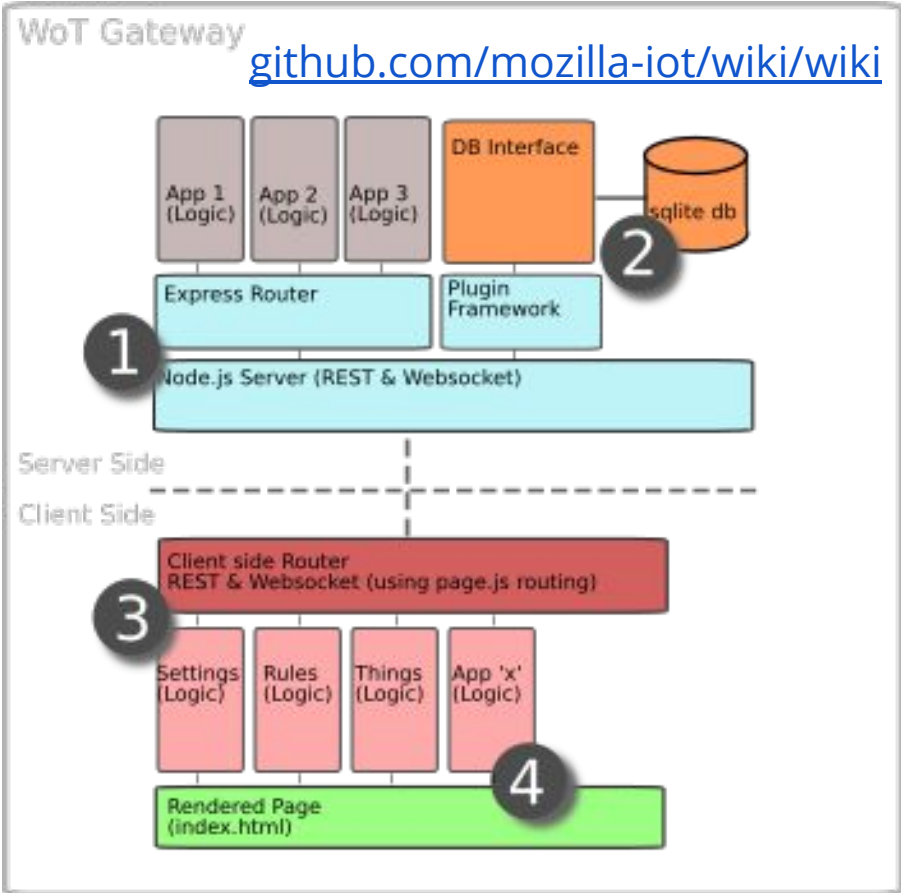 WoT Gateway
github.com/mozilla-iot/wiki/wiki
App 1
(Logic)
App 2
(Logic)
App 3
(Logic)
DB Interface
sqlite db
2
Express Router
Plugin
Framework
1
Node.js Server (REST & Websocket)
Server Side
Client Side
Client side Router
REST & Websocket (using page.js routing)
3
Settings
(Logic)
Rules
(Logic)
Things
(Logic)
App 'x'
(Logic)
4
Rendered Page
(index.html)